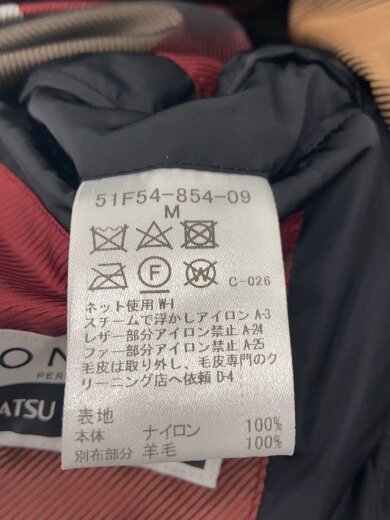 51F54-854-09
M
F
W
C-026
ネット使用 W-1
スチームで浮かしアイロン A-3
レザー部分アイロン禁止 A-24
ファー部分アイロン禁止 A-25
毛皮は取り外し、毛皮専門のク
リーニング店へ依頼 D-4
表地
本体 ナイロン 100%
別布部分 羊毛 100%
ON
PER
ATSU